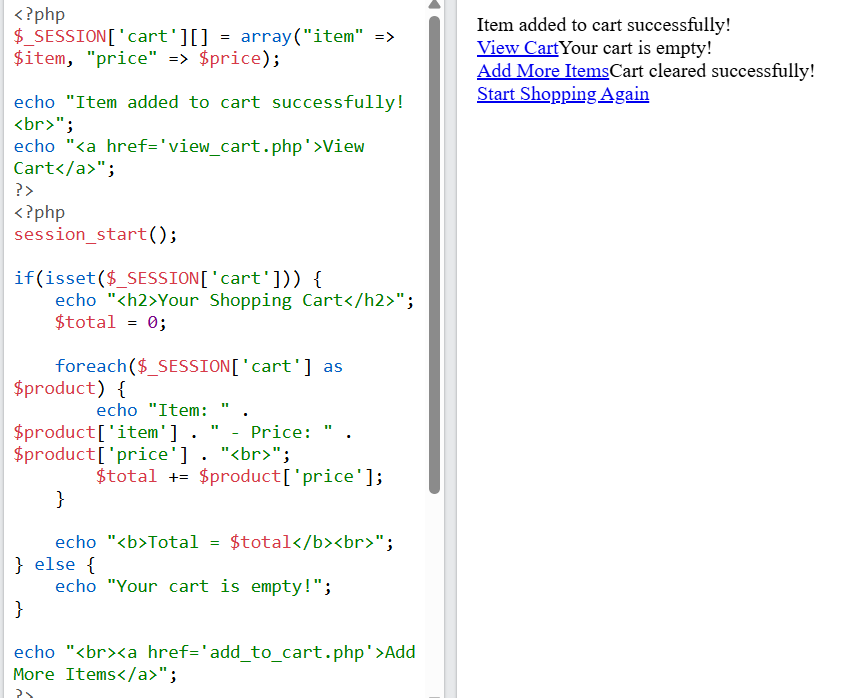 <?php
$_SESSION['cart'][] = array("item" =>
$item, "price" => $price);
echo "Item added to cart successfully!
<br>";
echo "<a href='view_cart.php'>View
Cart</a>";
?>
<?php
session_start();
if(isset($_SESSION['cart'])) {
echo "<h2>Your Shopping Cart</h2>";
$total = 0;
foreach($_SESSION['cart'] as
$product) {
echo "Item: " .
$product['item'] . " - Price: " .
$product['price'] . "<br>";
$total += $product['price'];
}
echo "<b>Total = $total</b><br>";
} else {
echo "Your cart is empty!";
}
echo "<br><a href='add_to_cart.php'>Add
More Items</a>";
?>
Item added to cart successfully!
View CartYour cart is empty!
Add More ItemsCart cleared successfully!
Start Shopping Again